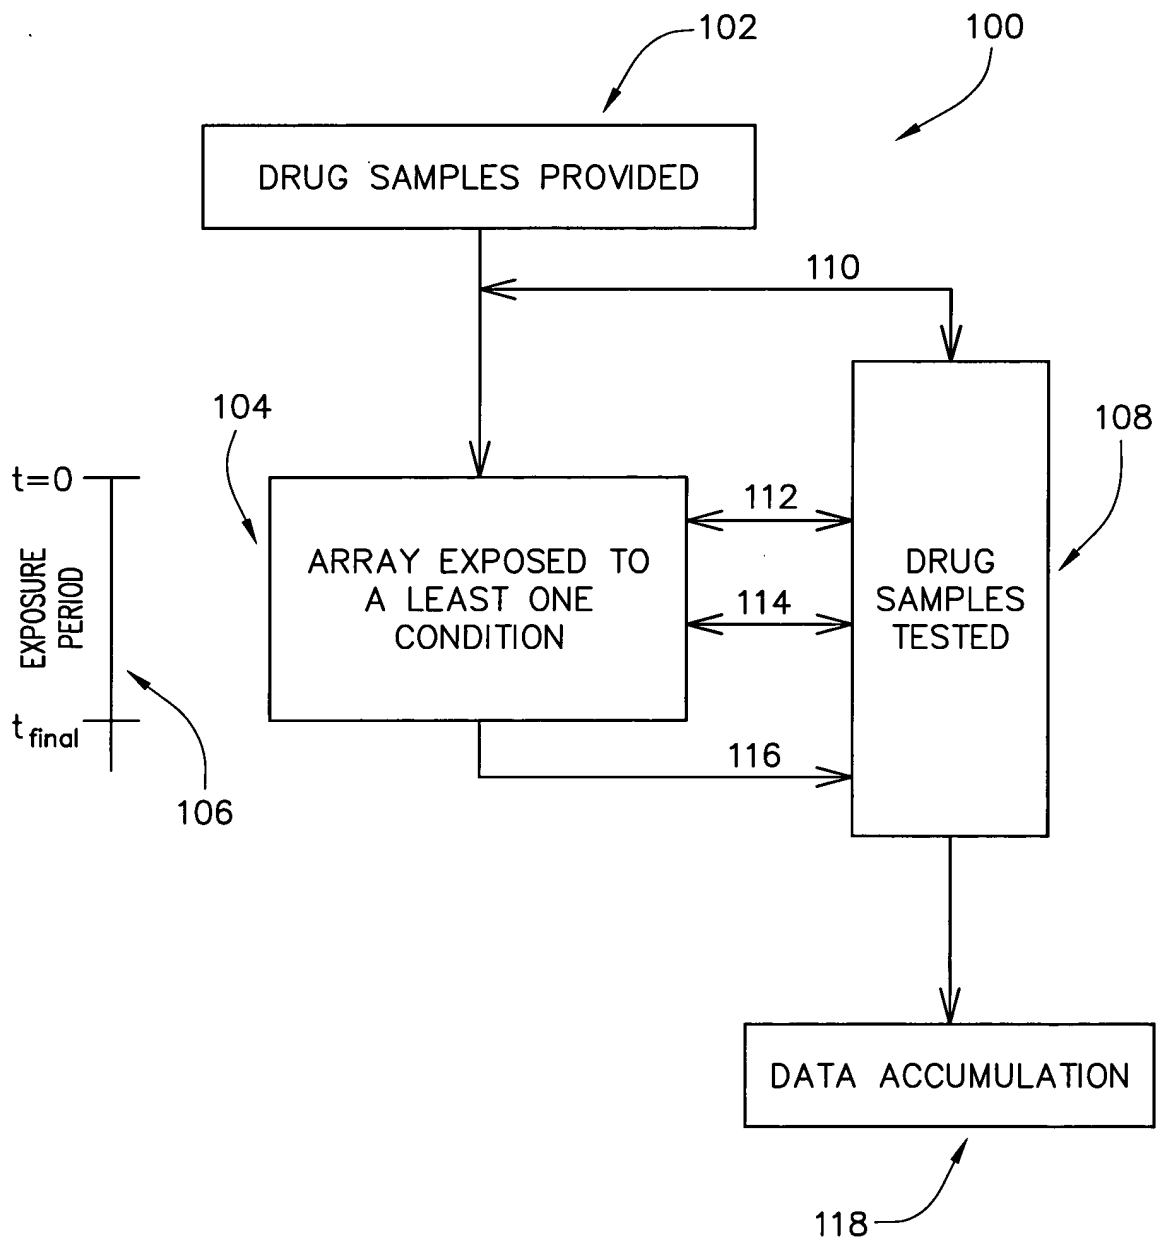 102
100
DRUG SAMPLES PROVIDED
110
104
108
t=0
112
ARRAY EXPOSED TO
A LEAST ONE
CONDITION
DRUG
SAMPLES
TESTED
114
EXPOSURE
PERIOD
t final
116
106
DATA ACCUMULATION
118